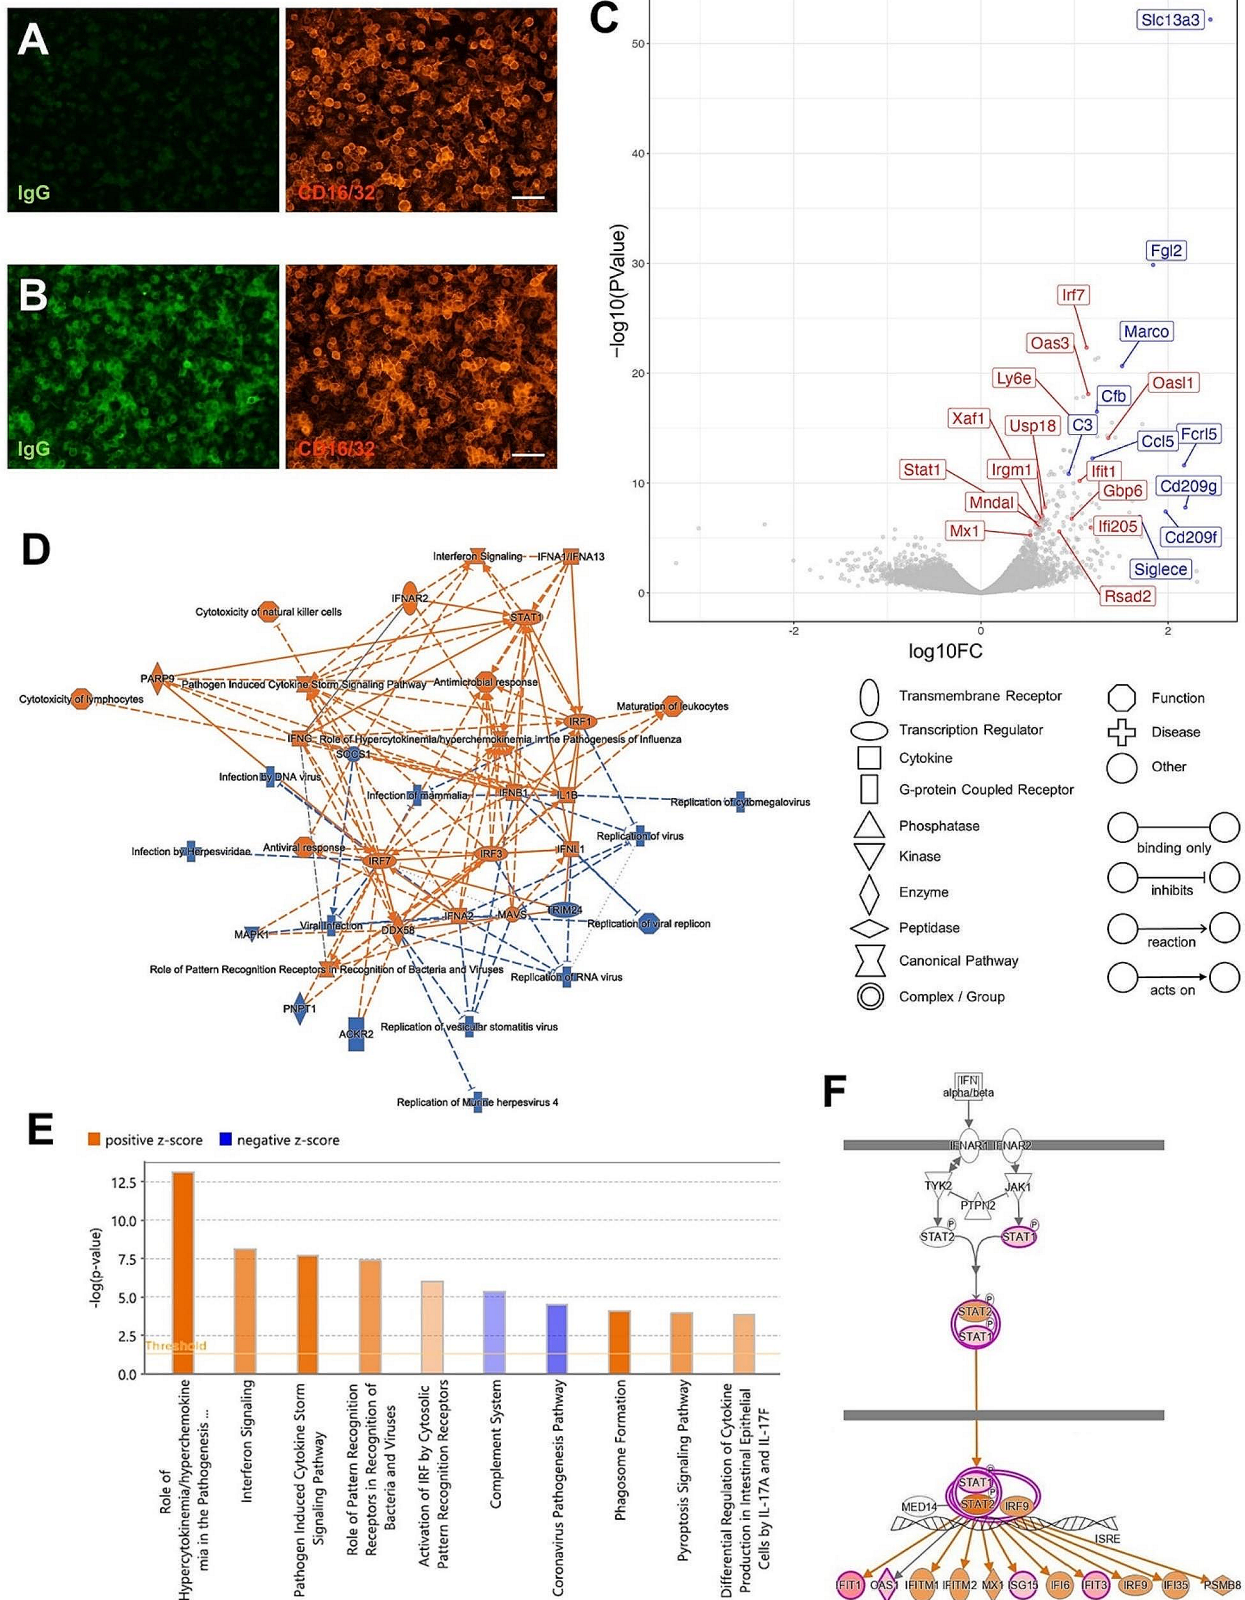 A
IgG
CD16/32
B
IgG
CD16/32
C
50
40
30
20
10
0
-2
0
2
−log10(PValue)
log10FC
Slc13a3
Fgl2
Irf7
Marco
Oas3
Ly6e
Oasl1
Cfb
Xaf1
Usp18
C3
Ccl5
Fcrl5
Stat1
Irgm1
Ifit1
Gbp6
Cd209g
Mndal
Mx1
Ifi205
Cd209f
Siglece
Rsad2
D
Interferon Signaling
IFNA1/IFNA13
IFNAR2
Cytotoxicity of natural killer cells
STAT1
PARP9
Pathogen Induced Cytokine Storm Signaling Pathway
Antimicrobial response
Cytotoxicity of lymphocytes
Maturation of leukocytes
IRF1
IFNG
Role of Hypercytokinemia/hyperchemokinemia in the Pathogenesis of Influenza
SOCS1
Infection by DNA virus
Infection of mammalia
IFNB1
IL1B
Replication of cytomegalovirus
Replication of virus
Infection by Herpesviridae
Antiviral response
IRF7
IRF3
IFNL1
Viral Infection
IFNA2
MAVS
TRIM24
Replication of viral replicon
MAPK1
DDX58
Role of Pattern Recognition Receptors in Recognition of Bacteria and Viruses
Replication of RNA virus
PNPT1
ACKR2
Replication of vesicular stomatitis virus
Replication of Murine herpesvirus 4
Transmembrane Receptor
Transcription Regulator
Cytokine
G-protein Coupled Receptor
Phosphatase
Kinase
Enzyme
Peptidase
Canonical Pathway
Complex / Group
Function
Disease
Other
binding only
inhibits
reaction
acts on
E
positive z-score
negative z-score
12.5
10.0
7.5
5.0
2.5
0.0
-log(p-value)
Threshold
Role of
Hypercytokinemia/hyperchemokine
mia in the Pathogenesis ...
Interferon Signaling
Pathogen Induced Cytokine Storm
Signaling Pathway
Role of Pattern Recognition
Receptors in Recognition of
Bacteria and Viruses
Activation of IRF by Cytosolic
Pattern Recognition Receptors
Complement System
Coronavirus Pathogenesis Pathway
Phagosome Formation
Pyroptosis Signaling Pathway
Differential Regulation of Cytokine
Production in Intestinal Epithelial
Cells by IL-17A and IL-17F
F
IFN
alpha/beta
IFNAR1
IFNAR2
TYK2
JAK1
PTPN2
STAT2
P
STAT1
P
STAT2
P
STAT1
P
STAT1
P
STAT2
P
MED14
IRF9
ISRE
IFIT1
OAS1
IFITM1
IFITM2
MX1
ISG15
IFI6
IFIT3
IRF9
IFI35
PSMB8